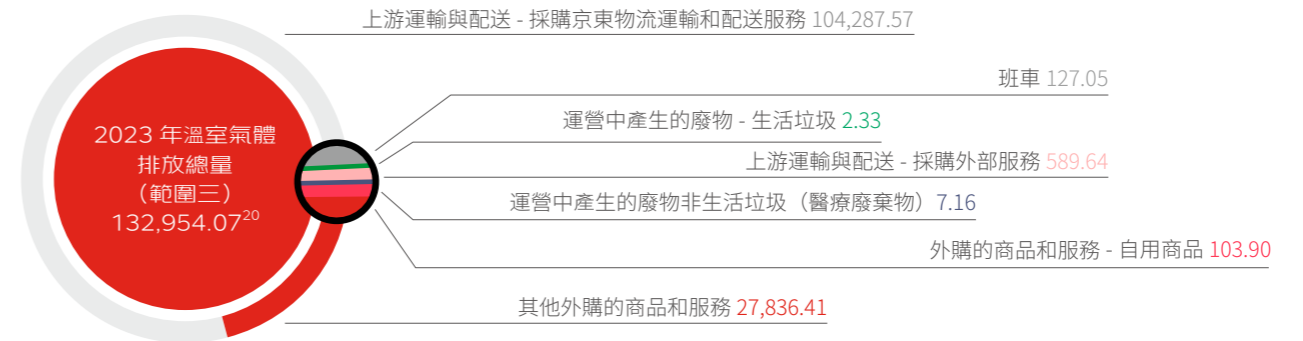 上游運輸與配送 - 採購京東物流運輸和配送服務 104,287.57
班車 127.05
運營中產生的廢物 - 生活垃圾 2.33
上游運輸與配送 - 採購外部服務 589.64
運營中產生的廢物非生活垃圾（醫療廢棄物）7.16
外購的商品和服務 - 自用商品 103.90
其他外購的商品和服務 27,836.41
2023 年溫室氣體
排放總量
（範圍三）
132,954.0720